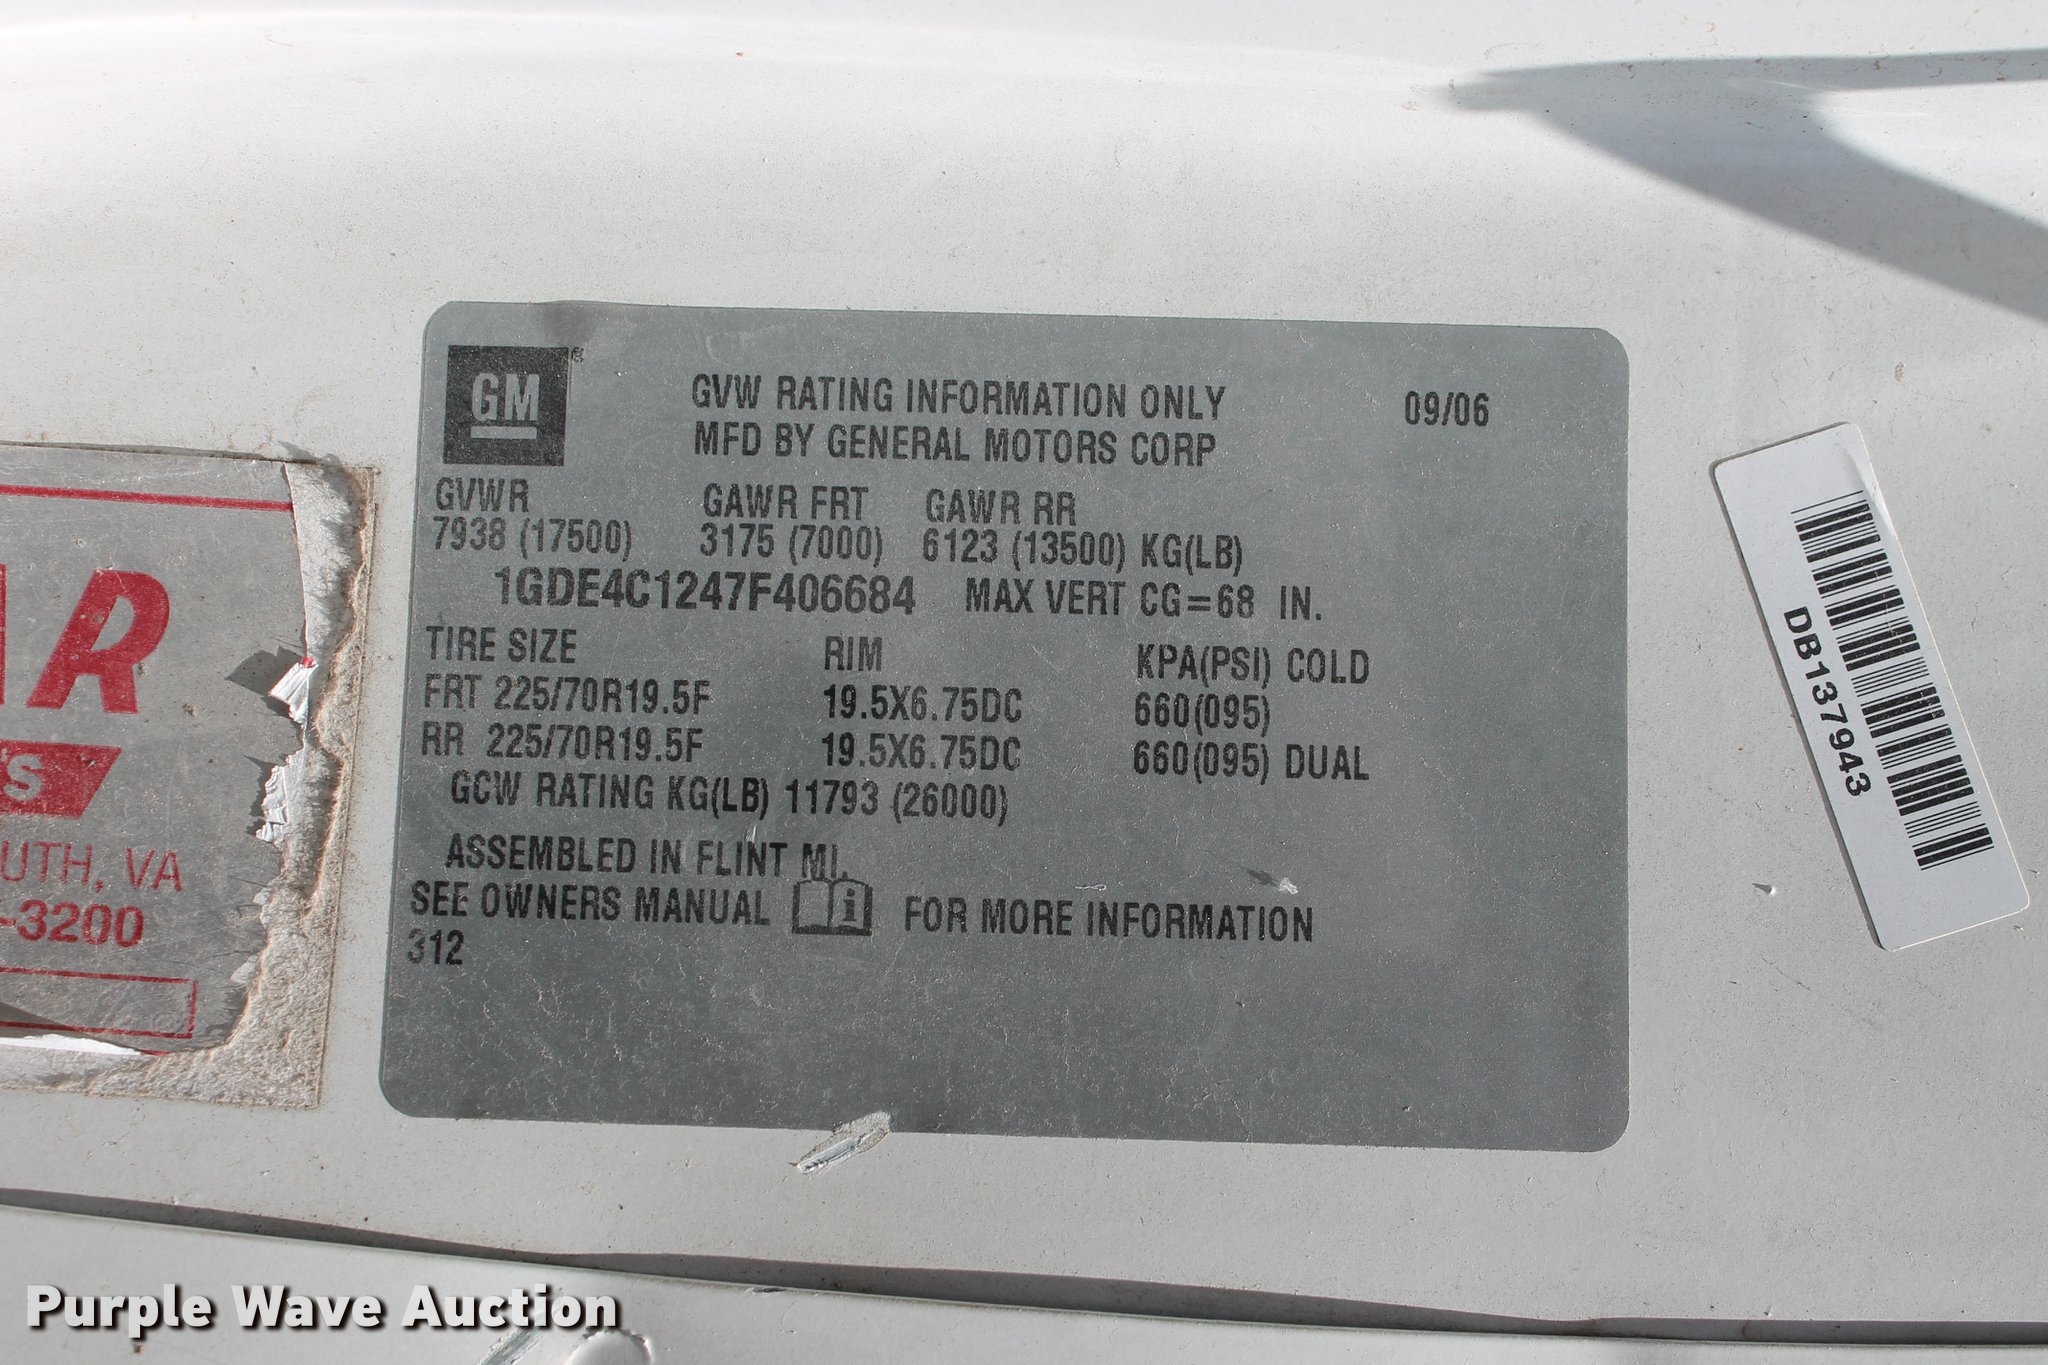 GM
GVW RATING INFORMATION ONLY 09/06
MFD BY GENERAL MOTORS CORP
GVWR GAWR FRT GAWR RR
7938 (17500) 3175 (7000) 6123 (13500) KG(LB)
1GDE4C1247F406684 MAX VERT CG=68 IN.
TIRE SIZE RIM KPA(PSI) COLD
FRT 225/70R19.5F 19.5X6.75DC 660(095)
RR 225/70R19.5F 19.5X6.75DC 660(095) DUAL
GCW RATING KG(LB) 11793 (26000)
ASSEMBLED IN FLINT MI.
SEE OWNERS MANUAL i FOR MORE INFORMATION
312
DB137943
AR
'S
UTH, VA
-3200
Purple Wave Auction